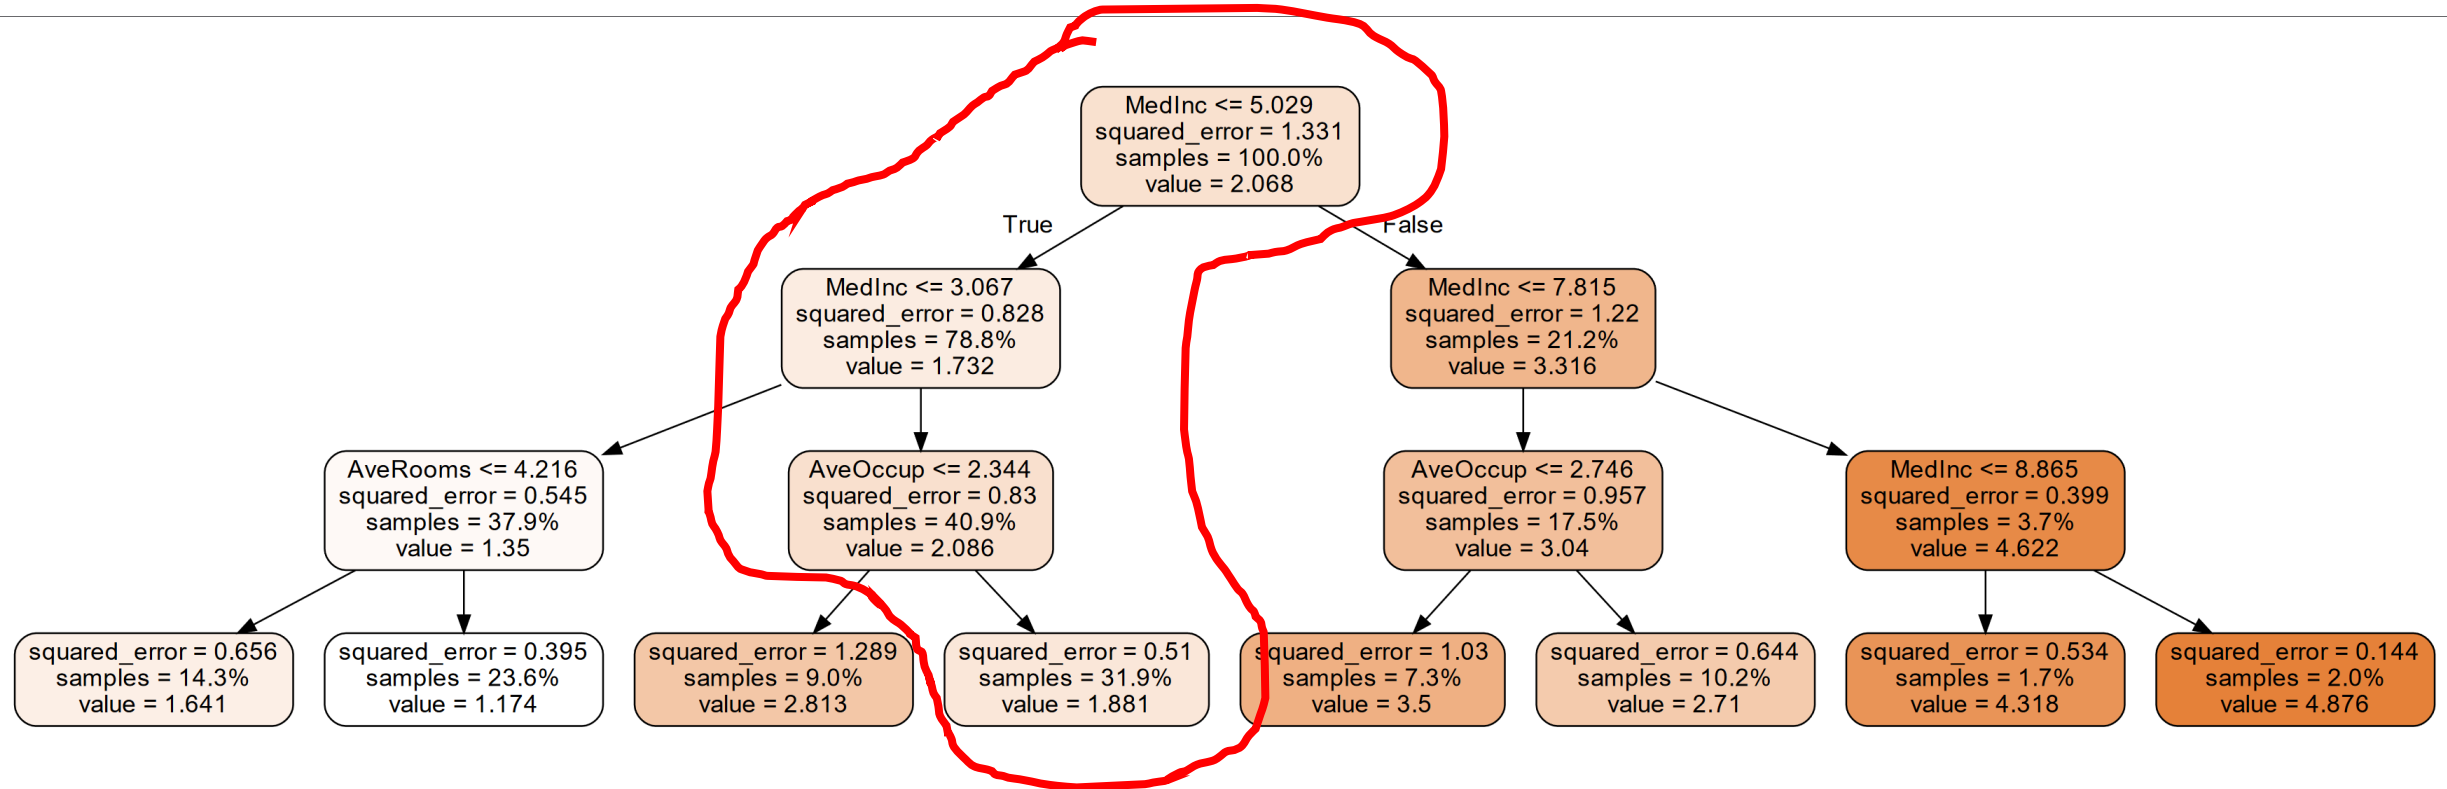 MedInc <= 5.029
squared_error = 1.331
samples = 100.0%
value = 2.068
True
False
MedInc <= 3.067
squared_error = 0.828
samples = 78.8%
value = 1.732
MedInc <= 7.815
squared_error = 1.22
samples = 21.2%
value = 3.316
AveRooms <= 4.216
squared_error = 0.545
samples = 37.9%
value = 1.35
AveOccup <= 2.344
squared_error = 0.83
samples = 40.9%
value = 2.086
AveOccup <= 2.746
squared_error = 0.957
samples = 17.5%
value = 3.04
MedInc <= 8.865
squared_error = 0.399
samples = 3.7%
value = 4.622
squared_error = 0.656
samples = 14.3%
value = 1.641
squared_error = 0.395
samples = 23.6%
value = 1.174
squared_error = 1.289
samples = 9.0%
value = 2.813
squared_error = 0.51
samples = 31.9%
value = 1.881
squared_error = 1.03
samples = 7.3%
value = 3.5
squared_error = 0.644
samples = 10.2%
value = 2.71
squared_error = 0.534
samples = 1.7%
value = 4.318
squared_error = 0.144
samples = 2.0%
value = 4.876